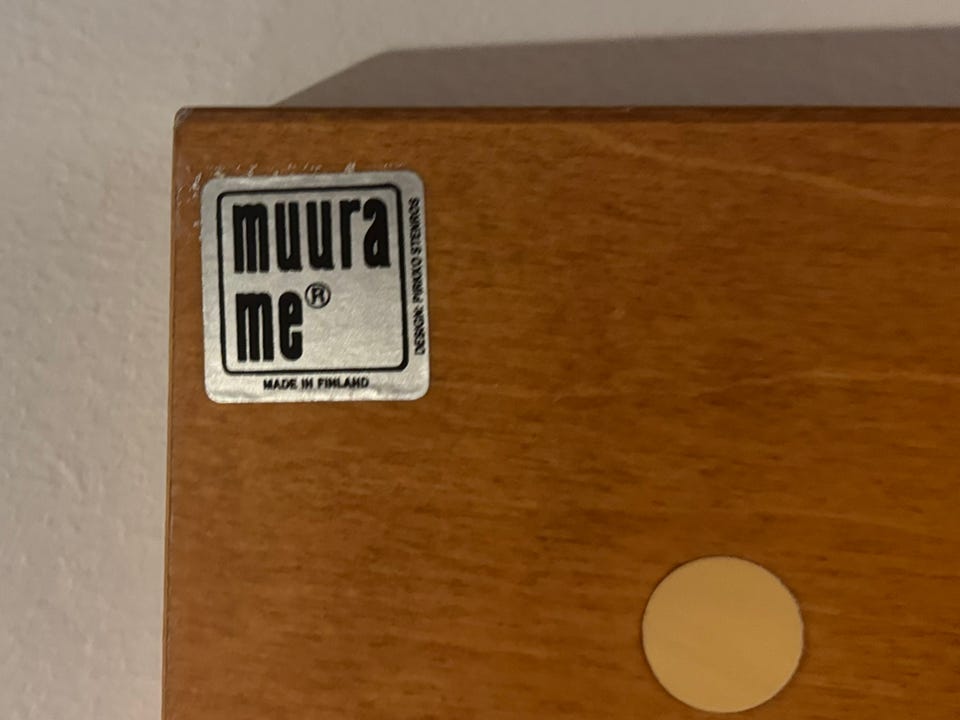 muura
me®
MADE IN FINLAND
DESIGN: PIRKKO STENROS